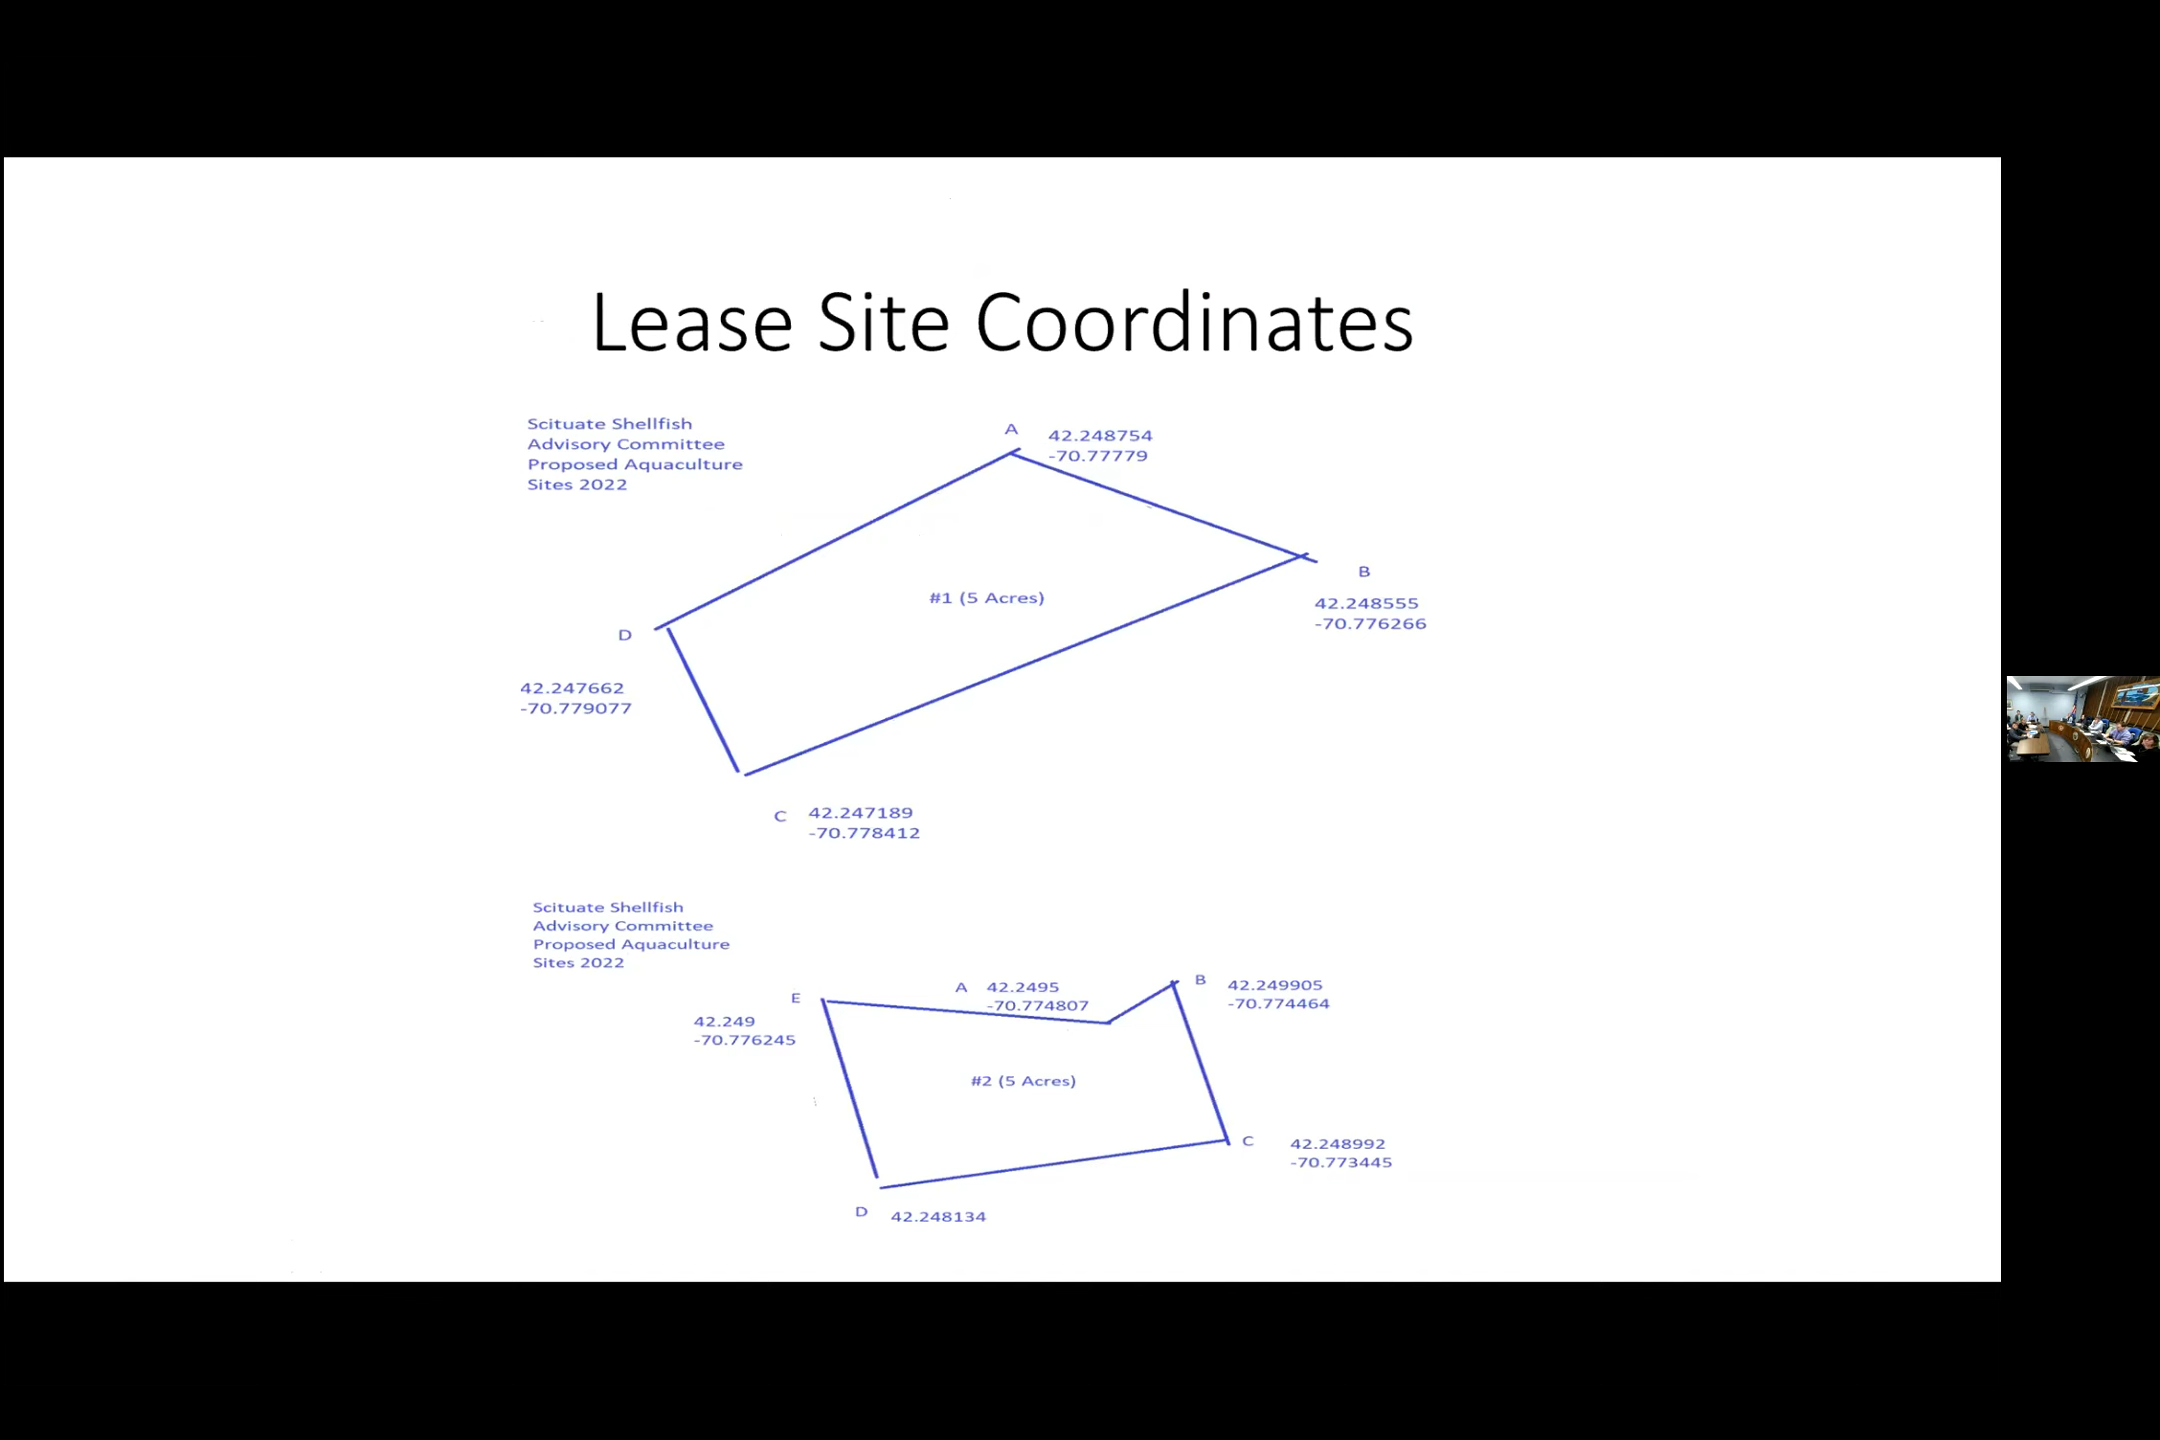 Lease Site Coordinates
Scituate Shellfish
Advisory Committee
Proposed Aquaculture
Sites 2022
A
42.248754
-70.77779
#1 (5 Acres)
B
42.248555
-70.776266
D
42.247662
-70.779077
C
42.247189
-70.778412
Scituate Shellfish
Advisory Committee
Proposed Aquaculture
Sites 2022
E
42.249
-70.776245
A
42.2495
-70.774807
B
42.249905
-70.774464
#2 (5 Acres)
C
42.248992
-70.773445
D
42.248134